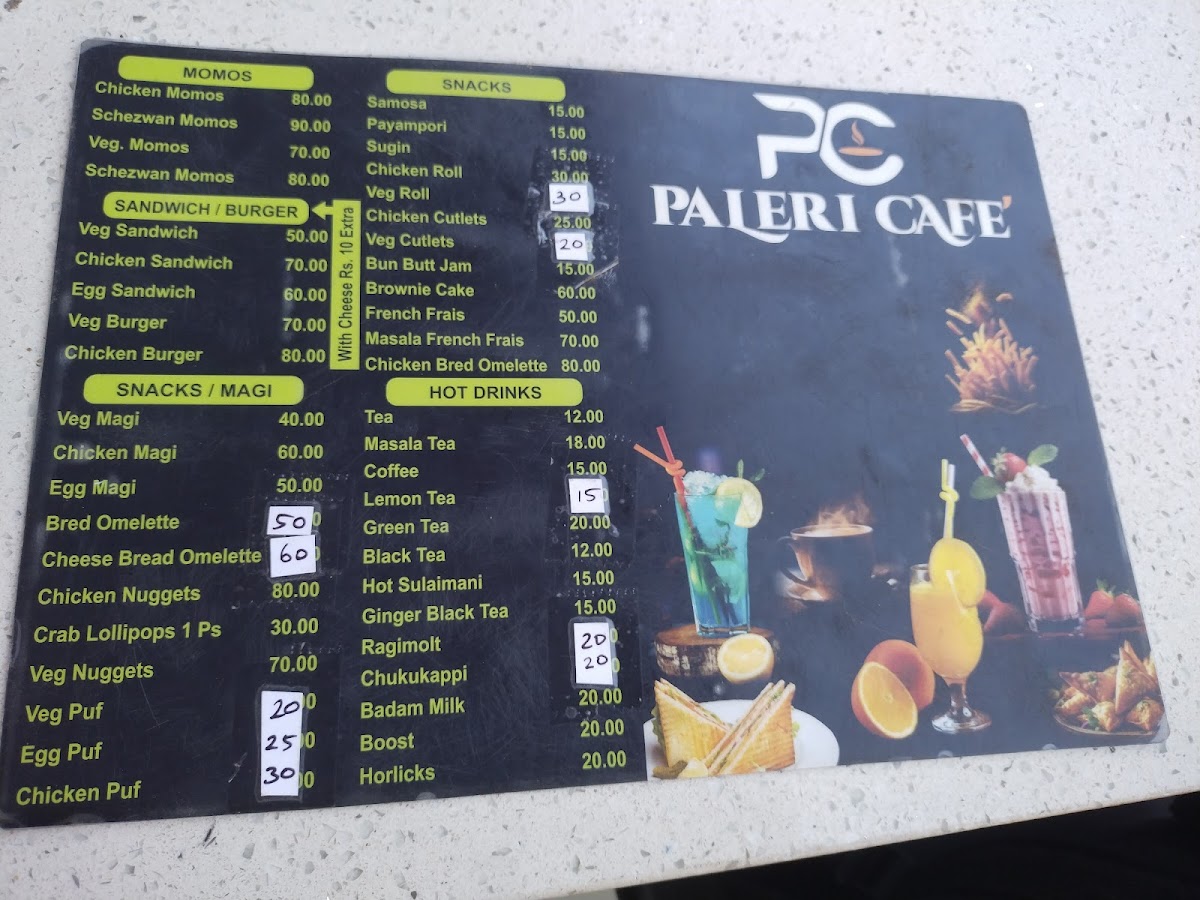 MOMOS
Chicken Momos 80.00
Schezwan Momos 90.00
Veg. Momos 70.00
Schezwan Momos 80.00
SANDWICH / BURGER
With Cheese Rs. 10 Extra
Veg Sandwich 50.00
Chicken Sandwich 70.00
Egg Sandwich 60.00
Veg Burger 70.00
Chicken Burger 80.00
SNACKS / MAGI
Veg Magi 40.00
Chicken Magi 60.00
Egg Magi 50.00
Bred Omelette 50
Cheese Bread Omelette 60
Chicken Nuggets 80.00
Crab Lollipops 1 Ps 30.00
Veg Nuggets 70.00
Veg Puf 20
Egg Puf 25
Chicken Puf 30
SNACKS
Samosa 15.00
Payampori 15.00
Sugin 15.00
Chicken Roll 30.00
Veg Roll 30
Chicken Cutlets 25.00
Veg Cutlets 20
Bun Butt Jam 15.00
Brownie Cake 60.00
French Frais 50.00
Masala French Frais 70.00
Chicken Bred Omelette 80.00
HOT DRINKS
Tea 12.00
Masala Tea 18.00
Coffee 15.00
Lemon Tea 15
Green Tea 20.00
Black Tea 12.00
Hot Sulaimani 15.00
Ginger Black Tea 15.00
Ragimolt 20
Chukukappi 20
Badam Milk 20.00
Boost 20.00
Horlicks 20.00
PC
PALERI CAFE'